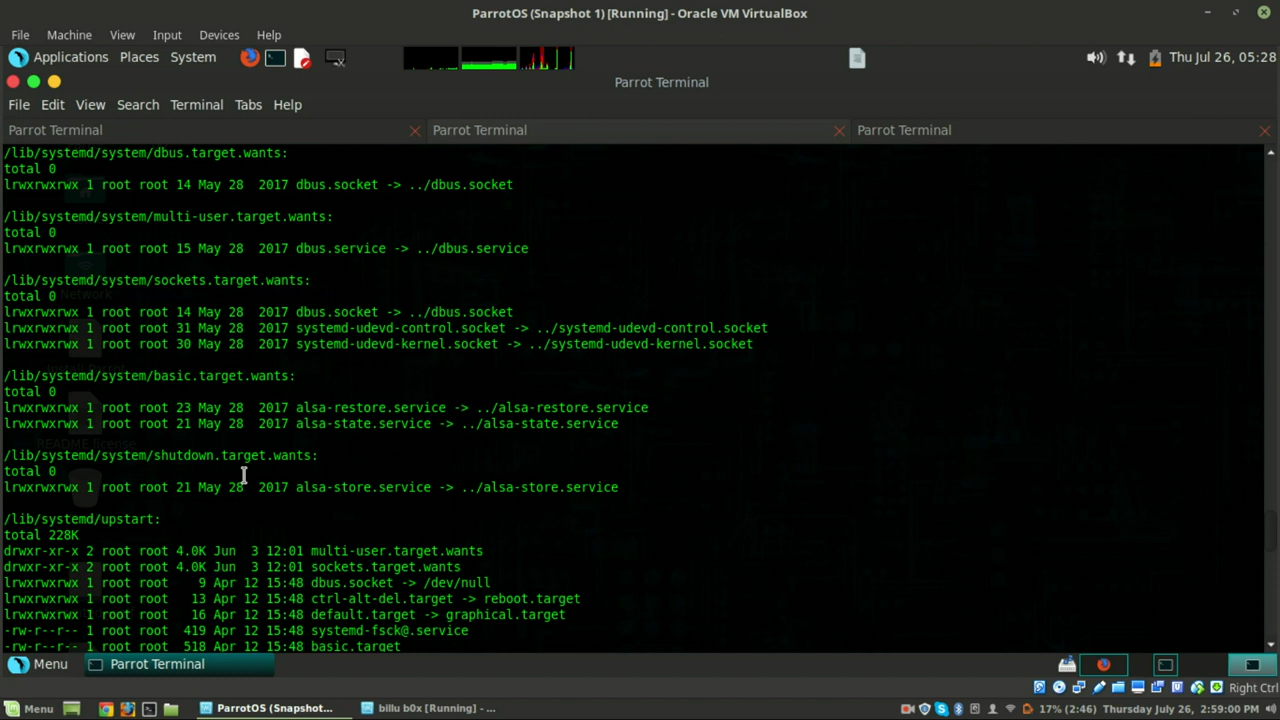 ParrotOS (Snapshot 1) [Running] - Oracle VM VirtualBox
File Machine View Input Devices Help
Applications Places System Thu Jul 26, 05:28
Parrot Terminal
File Edit View Search Terminal Tabs Help
Parrot Terminal Parrot Terminal Parrot Terminal
/lib/systemd/system/dbus.target.wants:
total 0
lrwxrwxrwx 1 root root 14 May 28  2017 dbus.socket -> ../dbus.socket
/lib/systemd/system/multi-user.target.wants:
total 0
lrwxrwxrwx 1 root root 15 May 28  2017 dbus.service -> ../dbus.service
/lib/systemd/system/sockets.target.wants:
Network
total 0
lrwxrwxrwx 1 root root 14 May 28  2017 dbus.socket -> ../dbus.socket
lrwxrwxrwx 1 root root 31 May 28  2017 systemd-udevd-control.socket -> ../systemd-udevd-control.socket
lrwxrwxrwx 1 root root 30 May 28  2017 systemd-udevd-kernel.socket -> ../systemd-udevd-kernel.socket
/lib/systemd/system/basic.target.wants:
total 0
lrwxrwxrwx 1 root root 23 May 28  2017 alsa-restore.service -> ../alsa-restore.service
lrwxrwxrwx 1 root root 21 May 28  2017 alsa-state.service -> ../alsa-state.service
README license
/lib/systemd/system/shutdown.target.wants:
total 0
lrwxrwxrwx 1 root root 21 May 28  2017 alsa-store.service -> ../alsa-store.service
/lib/systemd/upstart:
total 228K
drwxr-xr-x 2 root root 4.0K Jun  3 12:01 multi-user.target.wants
drwxr-xr-x 2 root root 4.0K Jun  3 12:01 sockets.target.wants
lrwxrwxrwx 1 root root    9 Apr 12 15:48 dbus.socket -> /dev/null
lrwxrwxrwx 1 root root   13 Apr 12 15:48 ctrl-alt-del.target -> reboot.target
lrwxrwxrwx 1 root root   16 Apr 12 15:48 default.target -> graphical.target
-rw-r--r-- 1 root root  419 Apr 12 15:48 systemd-fsck@.service
-rw-r--r-- 1 root root  518 Apr 12 15:48 basic.target
Menu Parrot Terminal
Right Ctrl
Menu ParrotOS (Snapshot... billu b0x [Running] - ... 17% (2:46) Thursday July 26, 2:59:00 PM